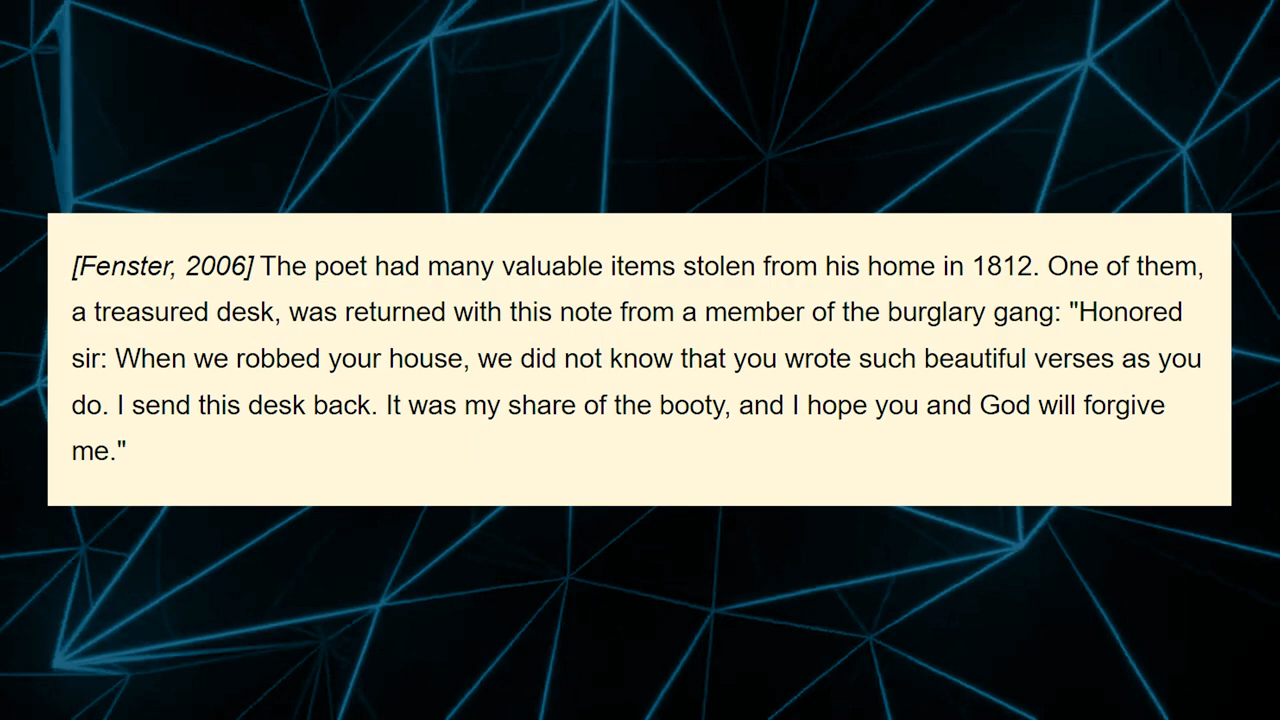 [Fenster, 2006] The poet had many valuable items stolen from his home in 1812. One of them,
a treasured desk, was returned with this note from a member of the burglary gang: "Honored
sir: When we robbed your house, we did not know that you wrote such beautiful verses as you
do. I send this desk back. It was my share of the booty, and I hope you and God will forgive
me."